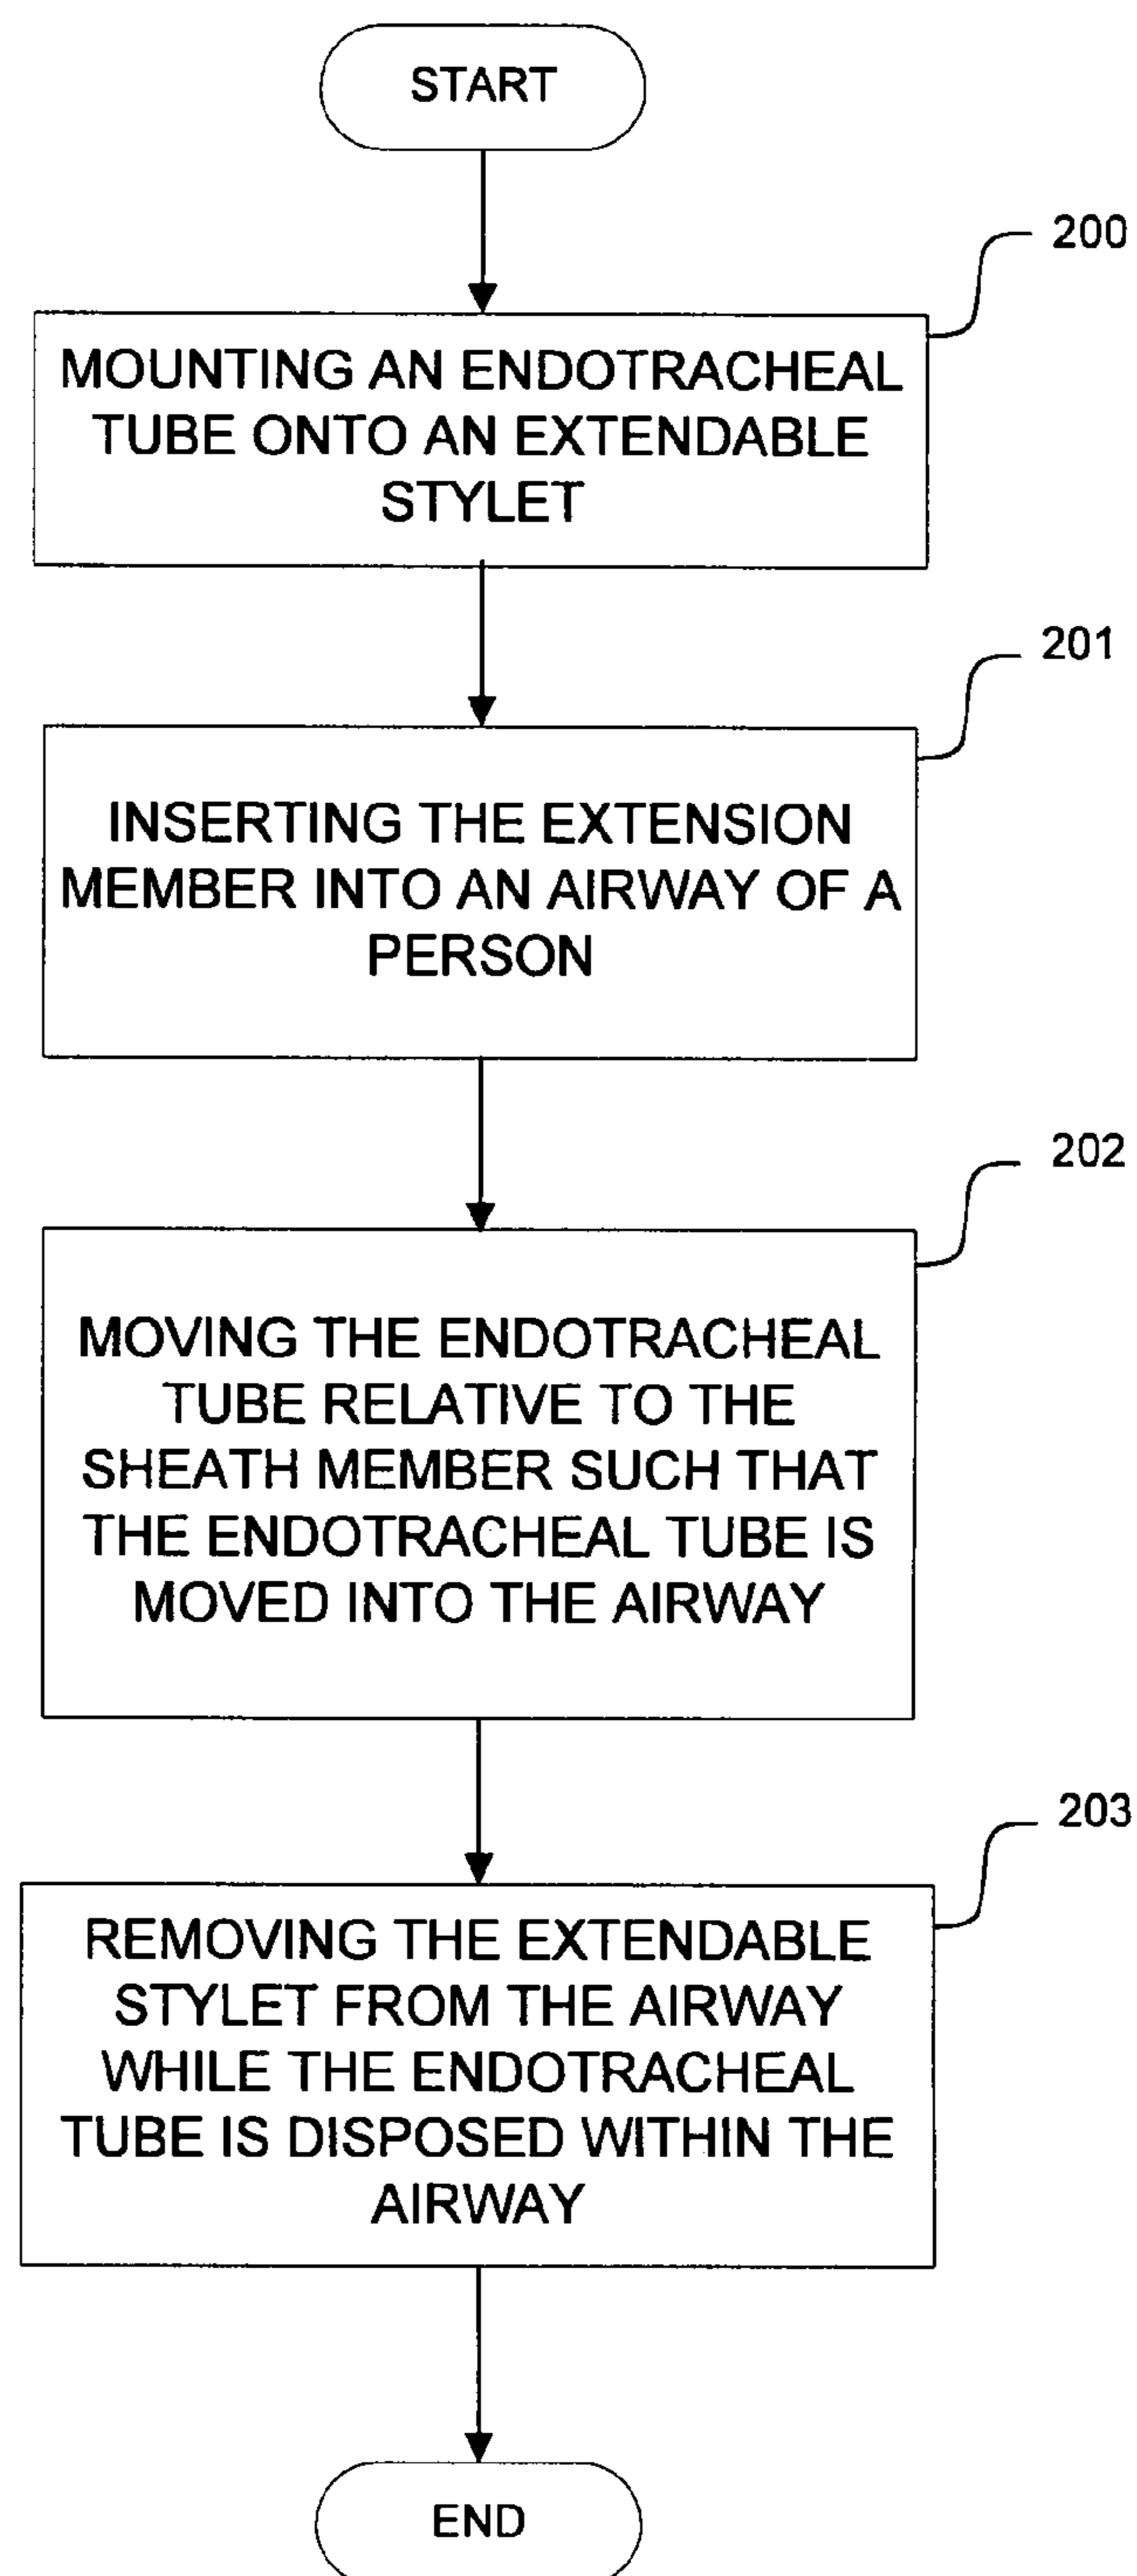 START
200
MOUNTING AN ENDOTRACHEAL
TUBE ONTO AN EXTENDABLE
STYLET
201
INSERTING THE EXTENSION
MEMBER INTO AN AIRWAY OF A
PERSON
202
MOVING THE ENDOTRACHEAL
TUBE RELATIVE TO THE
SHEATH MEMBER SUCH THAT
THE ENDOTRACHEAL TUBE IS
MOVED INTO THE AIRWAY
203
REMOVING THE EXTENDABLE
STYLET FROM THE AIRWAY
WHILE THE ENDOTRACHEAL
TUBE IS DISPOSED WITHIN THE
AIRWAY
END